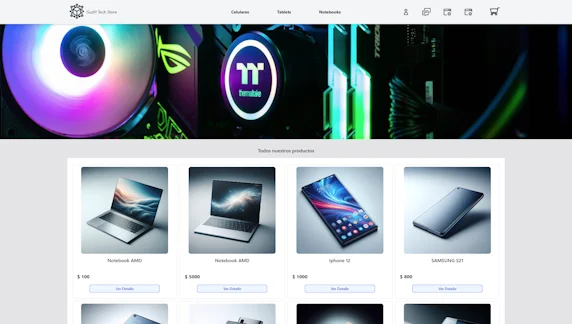 Tech Store
Celulares Tablets Notebooks
thermaltake
Todos nuestros productos
Notebook AMD Notebook AMD Iphone 12 SAMSUNG S21
$ 100 $ 5000 $ 1000 $ 800
Ver Detalle Ver Detalle Ver Detalle Ver Detalle